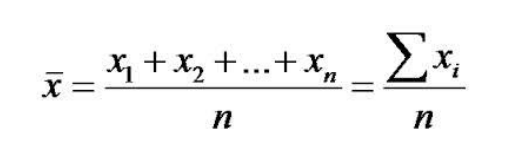 x̄ = (x₁ + x₂ + ... + xₙ) / n = ∑ xᵢ / n